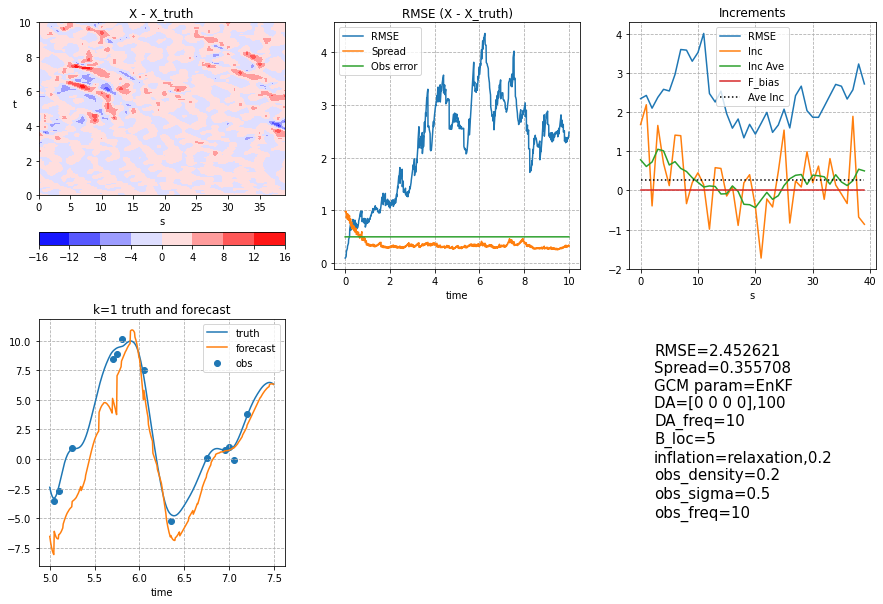 X - X_truth
10
8
6
4
2
0
t
0 5 10 15 20 25 30 35
s
−16 −12 −8 −4 0 4 8 12 16
RMSE (X - X_truth)
RMSE
Spread
Obs error
4
3
2
1
0
0 2 4 6 8 10
time
Increments
RMSE
Inc
Inc Ave
F_bias
Ave Inc
4
3
2
1
0
−1
−2
0 10 20 30 40
s
k=1 truth and forecast
truth
forecast
obs
10.0
7.5
5.0
2.5
0.0
−2.5
−5.0
−7.5
5.0 5.5 6.0 6.5 7.0 7.5
time
RMSE=2.452621
Spread=0.355708
GCM param=EnKF
DA=[0 0 0 0],100
DA_freq=10
B_loc=5
inflation=relaxation,0.2
obs_density=0.2
obs_sigma=0.5
obs_freq=10